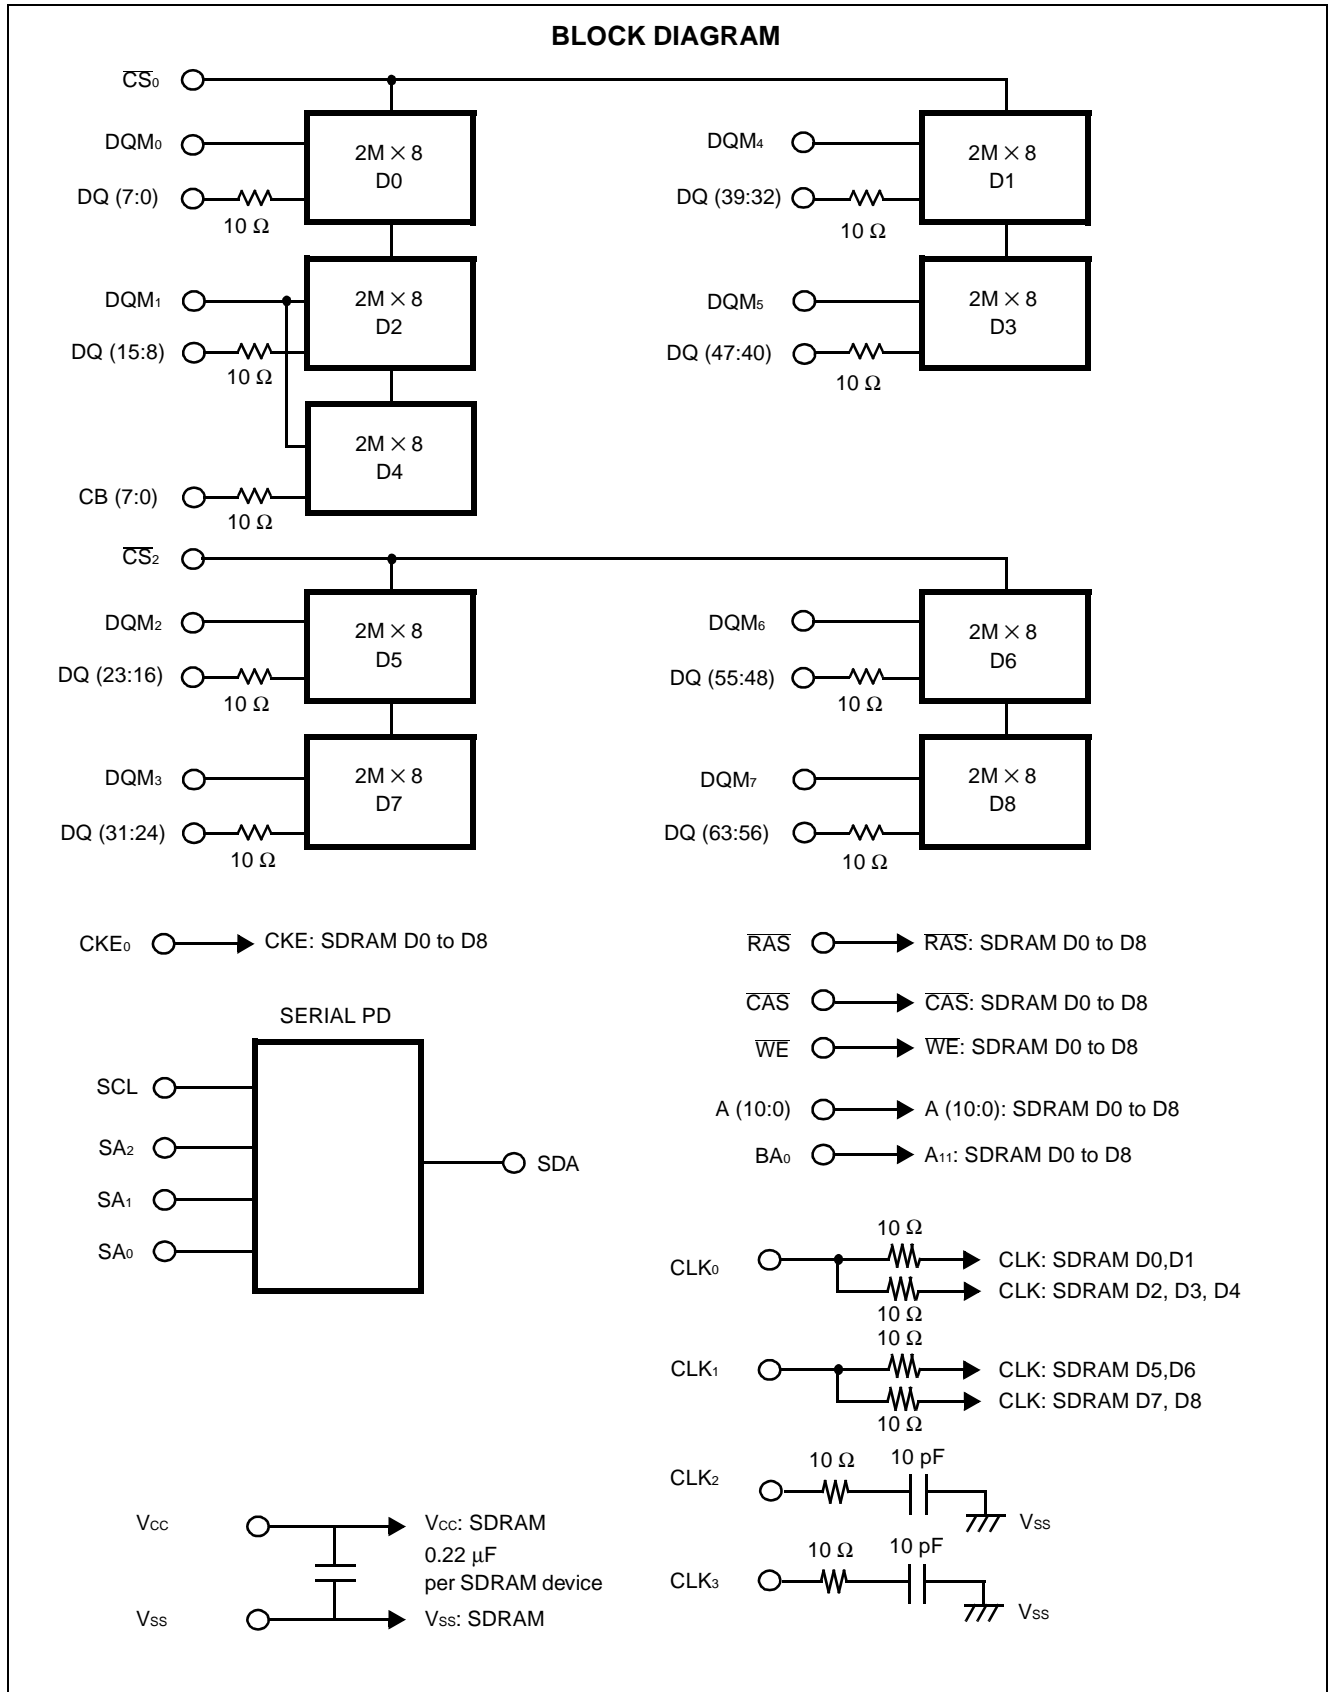 BLOCK DIAGRAM
C̅S̅₀
DQM₀
2M × 8
D0
DQ (7:0)
10 Ω
DQM₄
2M × 8
D1
DQ (39:32)
10 Ω
DQM₁
2M × 8
D2
DQ (15:8)
10 Ω
DQM₅
2M × 8
D3
DQ (47:40)
10 Ω
2M × 8
D4
CB (7:0)
10 Ω
C̅S̅₂
DQM₂
2M × 8
D5
DQ (23:16)
10 Ω
DQM₆
2M × 8
D6
DQ (55:48)
10 Ω
DQM₃
2M × 8
D7
DQ (31:24)
10 Ω
DQM₇
2M × 8
D8
DQ (63:56)
10 Ω
CKE₀ CKE: SDRAM D0 to D8
R̅A̅S̅ R̅A̅S̅: SDRAM D0 to D8
C̅A̅S̅ C̅A̅S̅: SDRAM D0 to D8
W̅E̅ W̅E̅: SDRAM D0 to D8
A (10:0) A (10:0): SDRAM D0 to D8
BA₀ A₁₁: SDRAM D0 to D8
SERIAL PD
SCL
SA₂
SA₁
SA₀
SDA
10 Ω
CLK₀ CLK: SDRAM D0,D1
CLK: SDRAM D2, D3, D4
10 Ω
10 Ω
CLK₁ CLK: SDRAM D5,D6
CLK: SDRAM D7, D8
10 Ω
10 Ω 10 pF
CLK₂
Vss
10 Ω 10 pF
CLK₃
Vss
Vcc Vcc: SDRAM
0.22 μF
per SDRAM device
Vss Vss: SDRAM